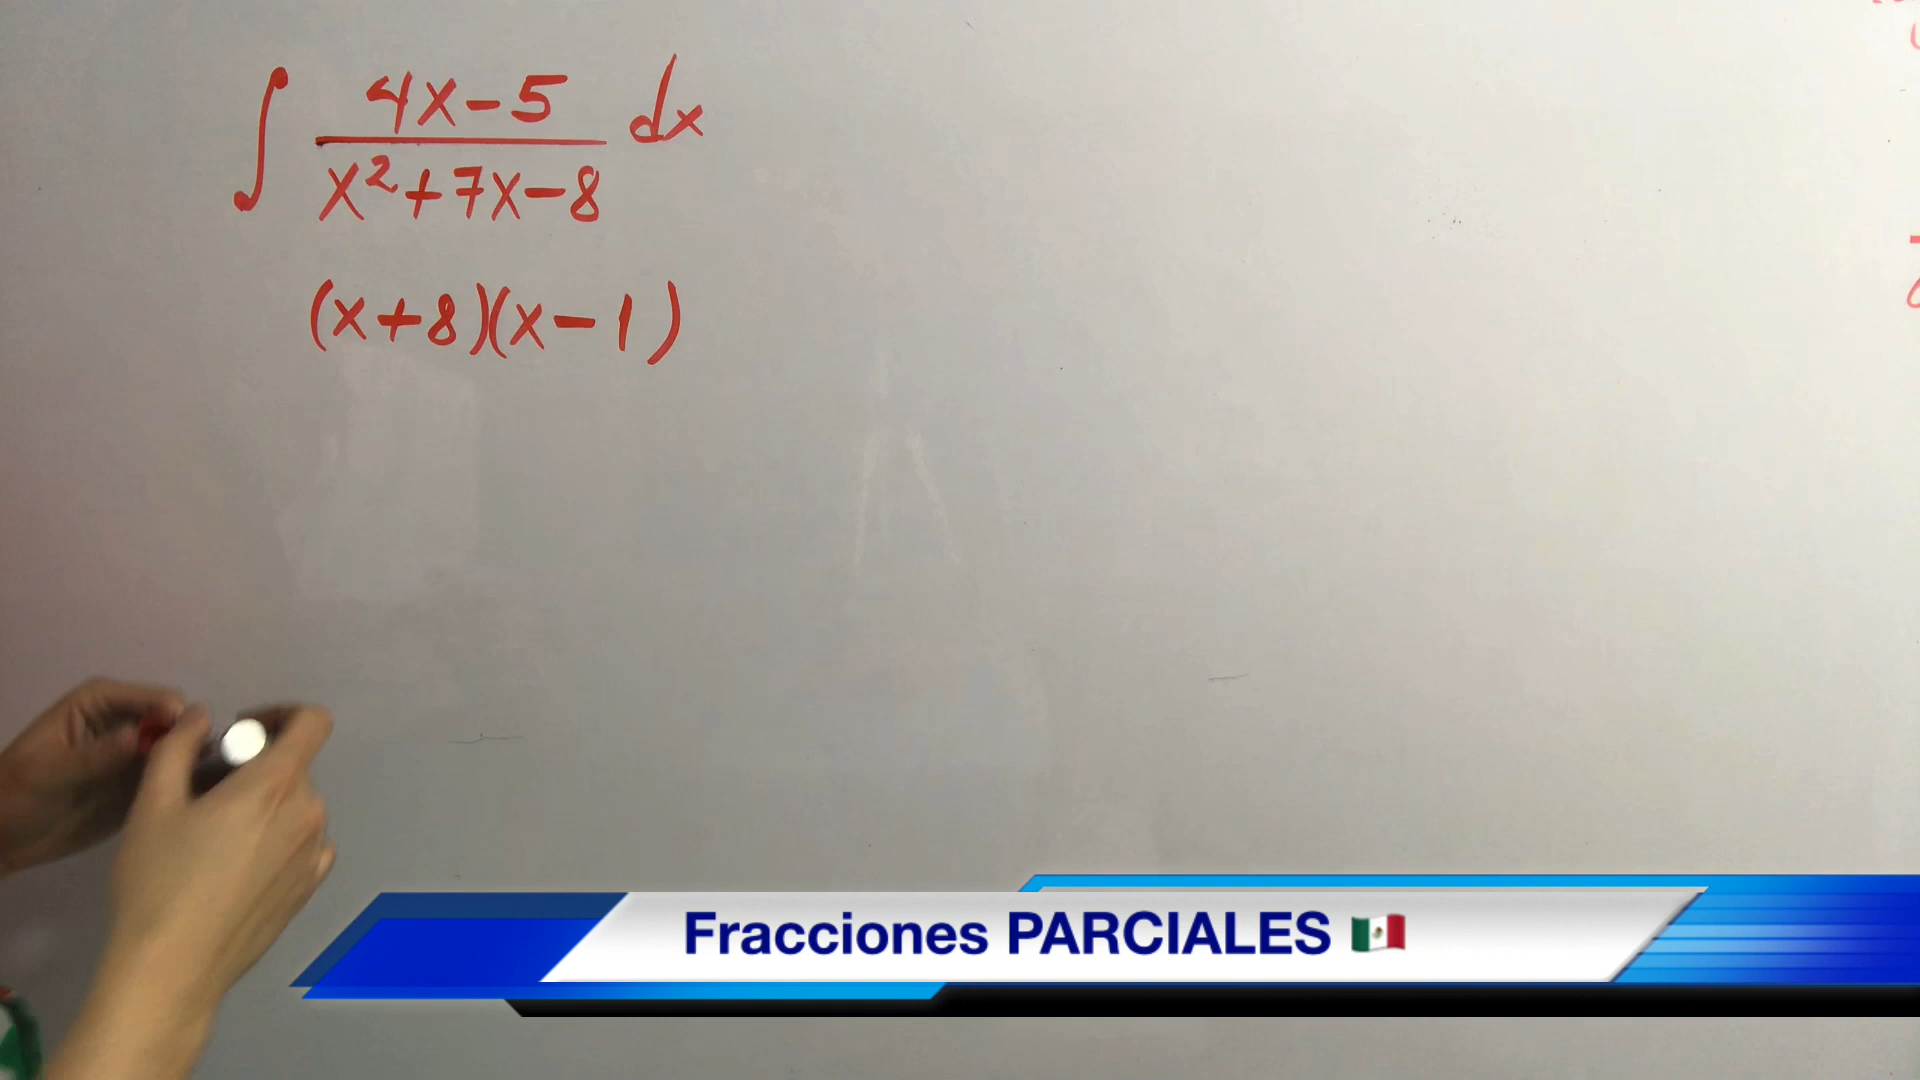 ∫ 4x-5 dx
x²+7x-8
(x+8)(x-1)
Fracciones PARCIALES 🇲🇽